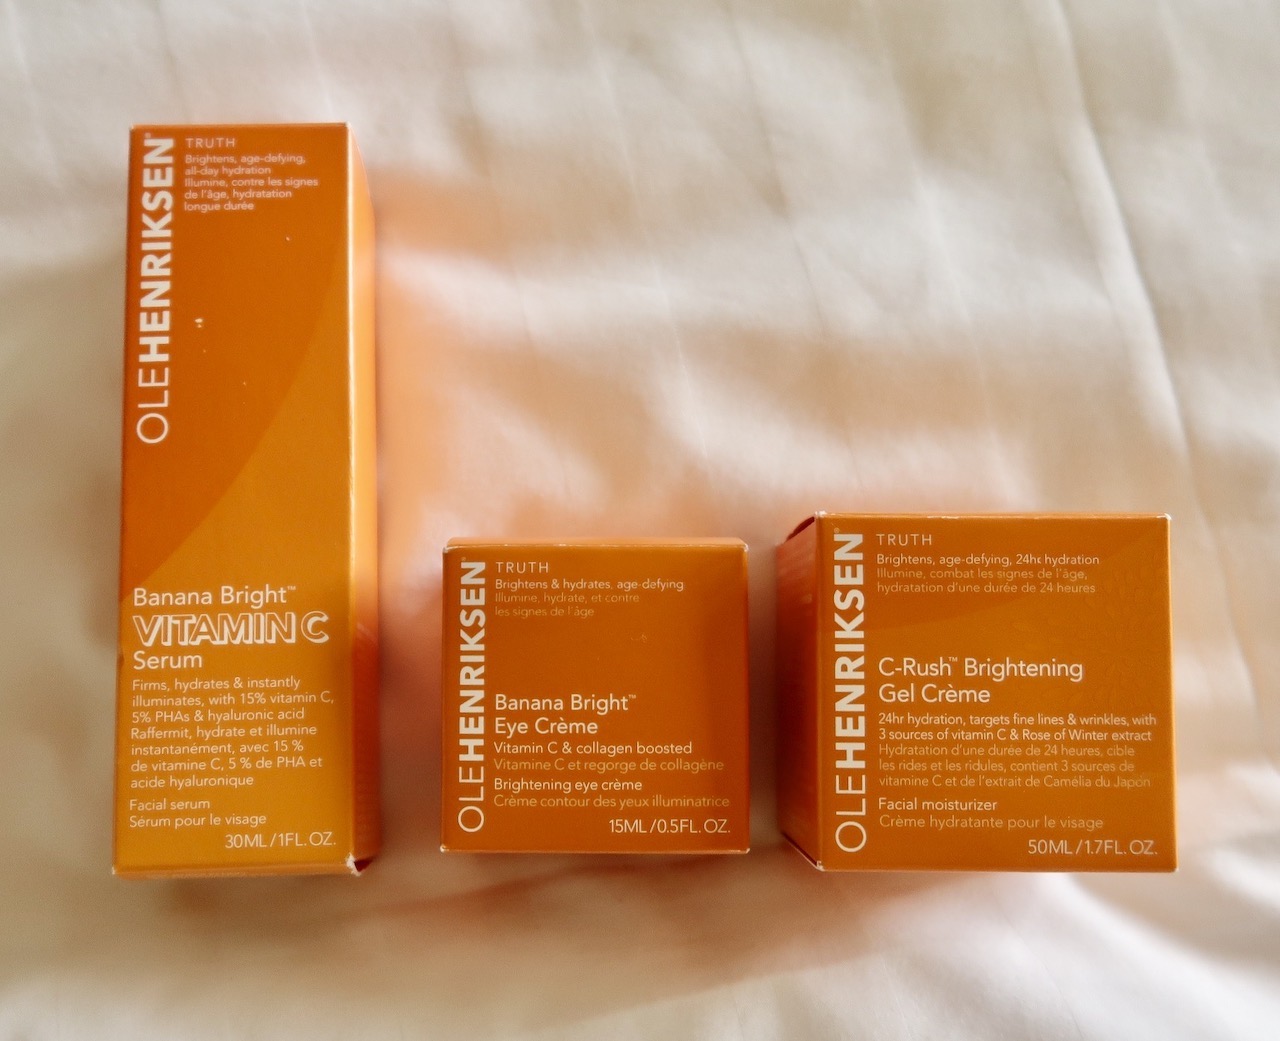 OLEHENRIKSEN®
TRUTH
Brightens, age-defying,
all-day hydration
Illumine, contre les signes
de l'âge, hydratation
longue durée
Banana Bright™
VITAMIN C
Serum
Firms, hydrates & instantly
illuminates, with 15% vitamin C,
5% PHAs & hyaluronic acid
Raffermit, hydrate et illumine
instantanément, avec 15 %
de vitamine C, 5 % de PHA et
acide hyaluronique
Facial serum
Sérum pour le visage
30ML/1FL. OZ.
OLEHENRIKSEN®
TRUTH
Brightens & hydrates, age-defying
Illumine, hydrate, et contre
les signes de l'âge
Banana Bright™
Eye Crème
Vitamin C & collagen boosted
Vitamine C et regorge de collagène
Brightening eye crème
Crème contour des yeux illuminatrice
15ML/0.5FL. OZ.
OLEHENRIKSEN®
TRUTH
Brightens, age-defying, 24hr hydration
Illumine, combat les signes de l'âge,
hydratation d'une durée de 24 heures
C-Rush™ Brightening
Gel Crème
24hr hydration, targets fine lines & wrinkles, with
3 sources of vitamin C & Rose of Winter extract
Hydratation d'une durée de 24 heures, cible
les rides et les ridules, contient 3 sources de
vitamine C et de l'extrait de Camélia du Japon
Facial moisturizer
Crème hydratante pour le visage
50ML/1.7FL. OZ.